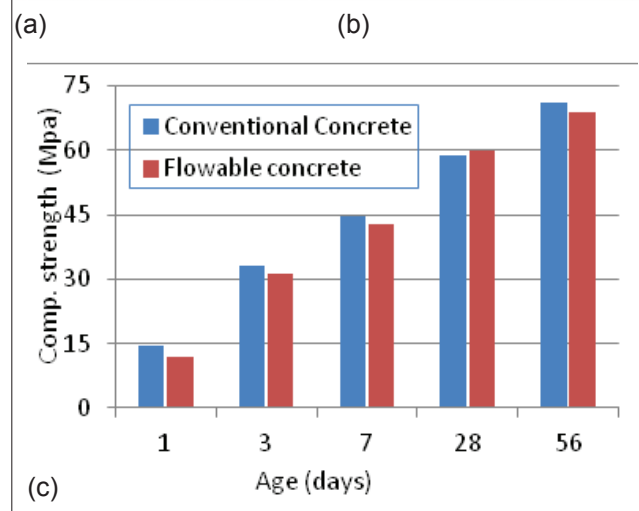 (a)
(b)
75
60
45
30
15
0
Comp. strength (Mpa)
Conventional Concrete
Flowable concrete
1 3 7 28 56
Age (days)
(c)